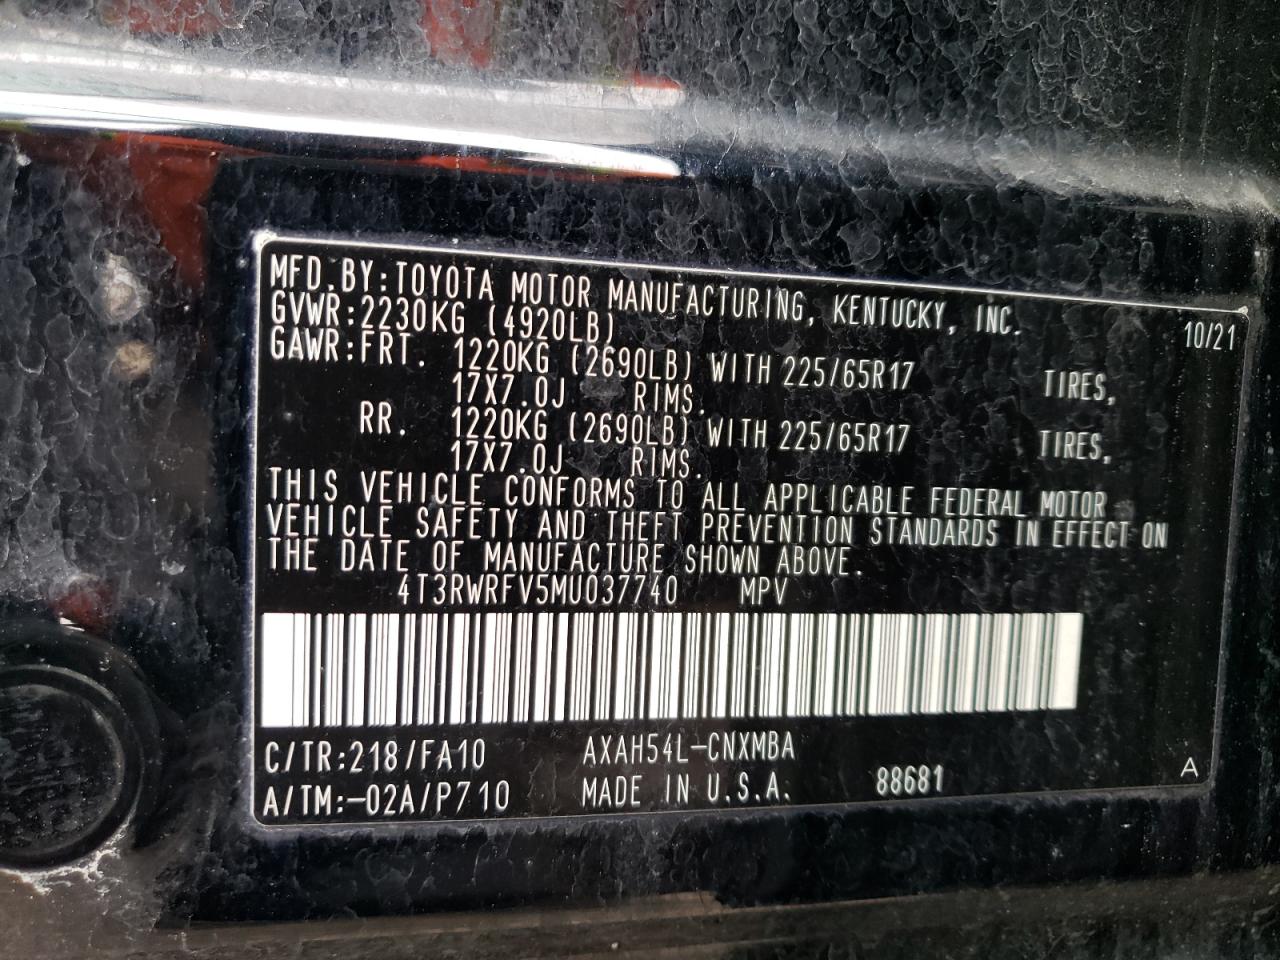 MFD.BY:TOYOTA MOTOR MANUFACTURING, KENTUCKY, INC.
GVWR:2230KG (4920LB) 10/21
GAWR:FRT. 1220KG (2690LB) WITH 225/65R17 TIRES,
17X7.0J RIMS.
RR. 1220KG (2690LB) WITH 225/65R17 TIRES,
17X7.0J RIMS.
THIS VEHICLE CONFORMS TO ALL APPLICABLE FEDERAL MOTOR
VEHICLE SAFETY AND THEFT PREVENTION STANDARDS IN EFFECT ON
THE DATE OF MANUFACTURE SHOWN ABOVE.
4T3RWRFV5MU037740 MPV
C/TR:218/FA10 AXAH54L-CNXMBA
A/TM:-02A/P710 MADE IN U.S.A. 88681 A